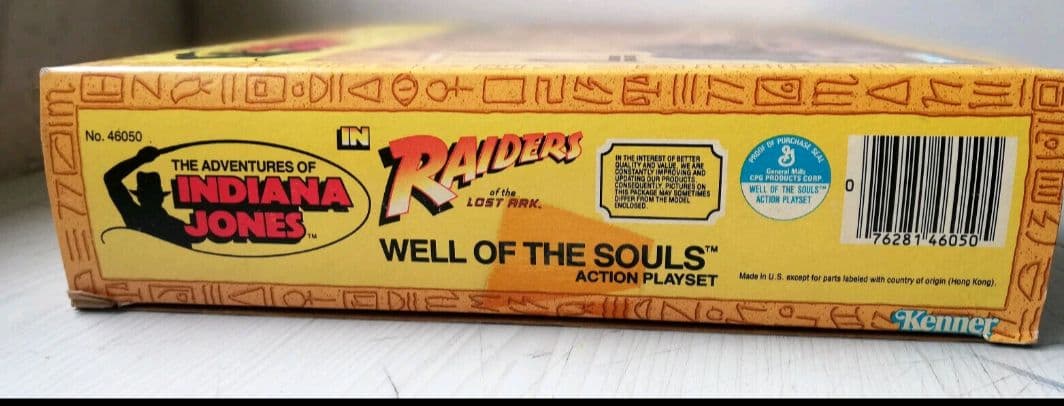 No. 46050
THE ADVENTURES OF
INDIANA
JONES™
IN
RAIDERS
of the
LOST ARK.
WELL OF THE SOULS™
ACTION PLAYSET
IN THE INTEREST OF BETTER
QUALITY AND VALUE, WE ARE
CONSTANTLY IMPROVING AND
UPDATING OUR PRODUCTS.
CONSEQUENTLY, PICTURES ON
THIS PACKAGE MAY SOMETIMES
DIFFER FROM THE MODEL
ENCLOSED.
PROOF OF PURCHASE SEAL
G
General Mills
CPG PRODUCTS CORP.
WELL OF THE SOULS™
ACTION PLAYSET
0
76281 46050
Made in U.S. except for parts labeled with country of origin (Hong Kong).
Kenner